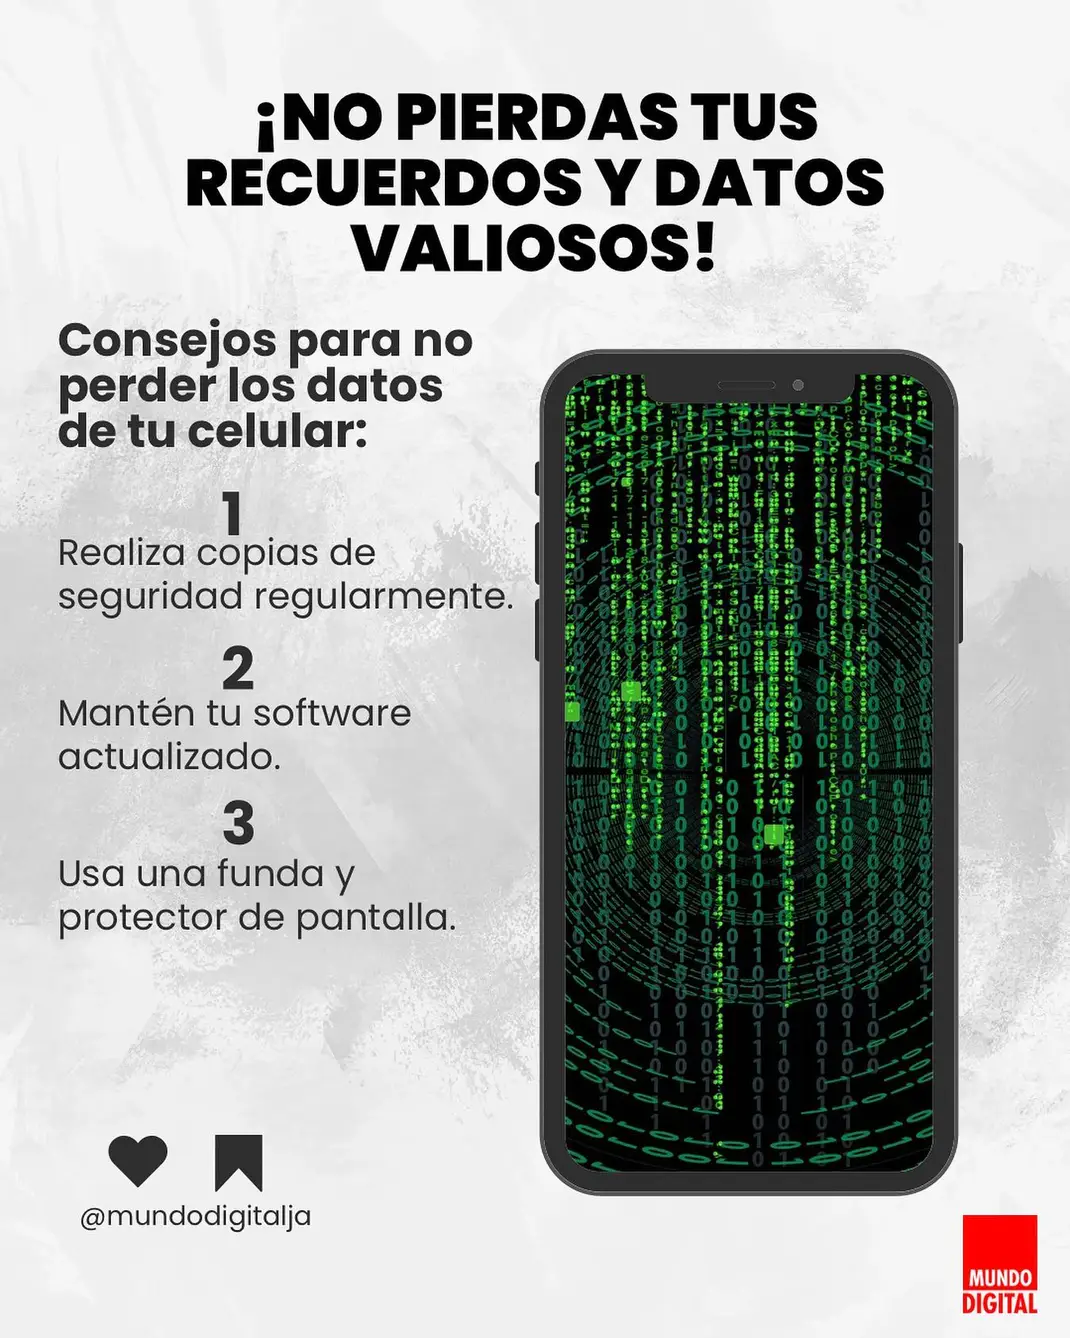 ¡NO PIERDAS TUS
RECUERDOS Y DATOS
VALIOSOS!
Consejos para no
perder los datos
de tu celular:
1
Realiza copias de
seguridad regularmente.
2
Mantén tu software
actualizado.
3
Usa una funda y
protector de pantalla.
@mundodigitalja
MUNDO
DIGITAL